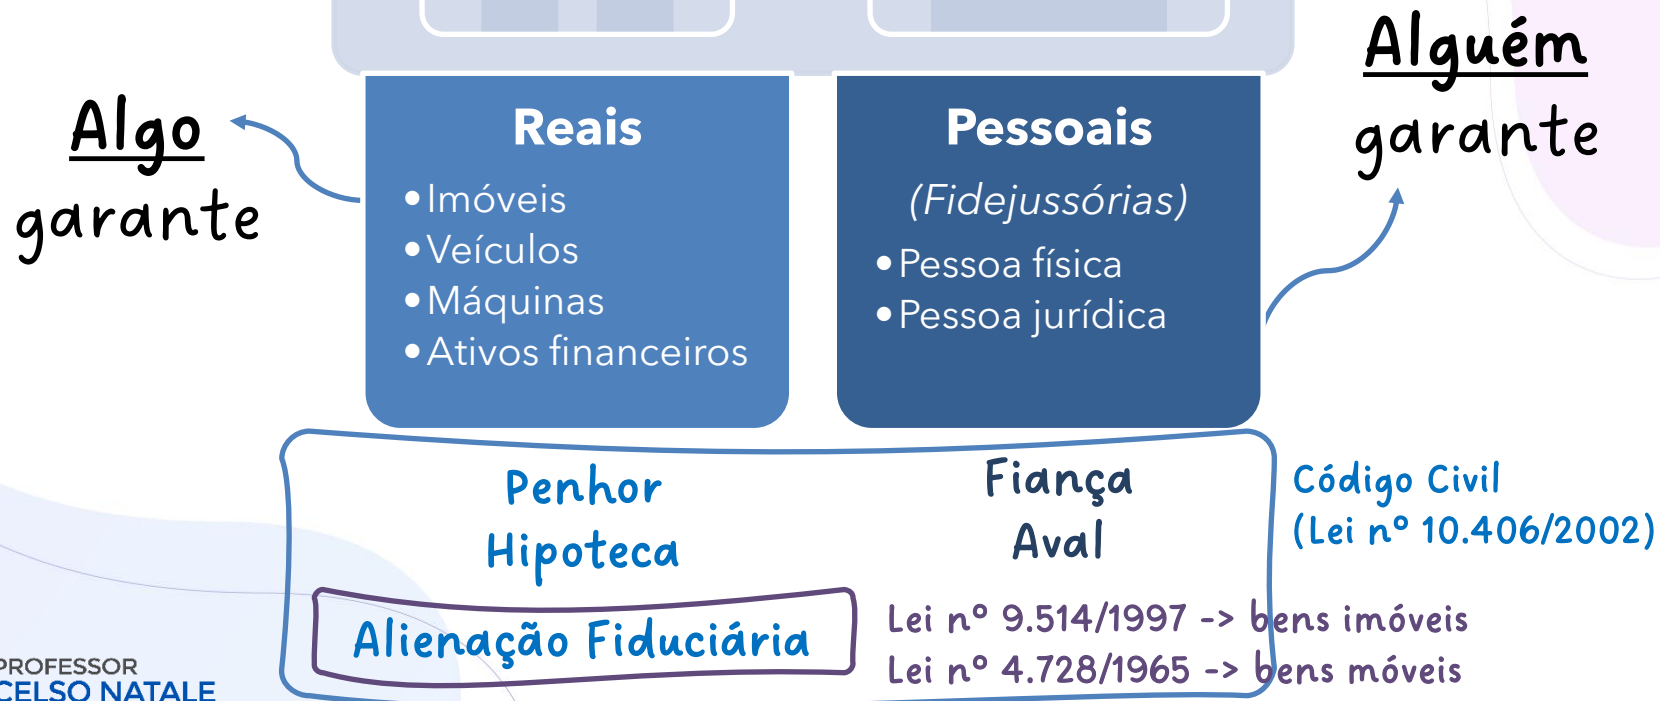 Algo
garante
Reais
•Imóveis
•Veículos
•Máquinas
•Ativos financeiros
Pessoais
(Fidejussórias)
•Pessoa física
•Pessoa jurídica
Alguém
garante
Penhor
Hipoteca
Alienação Fiduciária
Fiança
Aval
Código Civil
(Lei nº 10.406/2002)
Lei nº 9.514/1997 -> bens imóveis
Lei nº 4.728/1965 -> bens móveis
PROFESSOR
CELSO NATALE